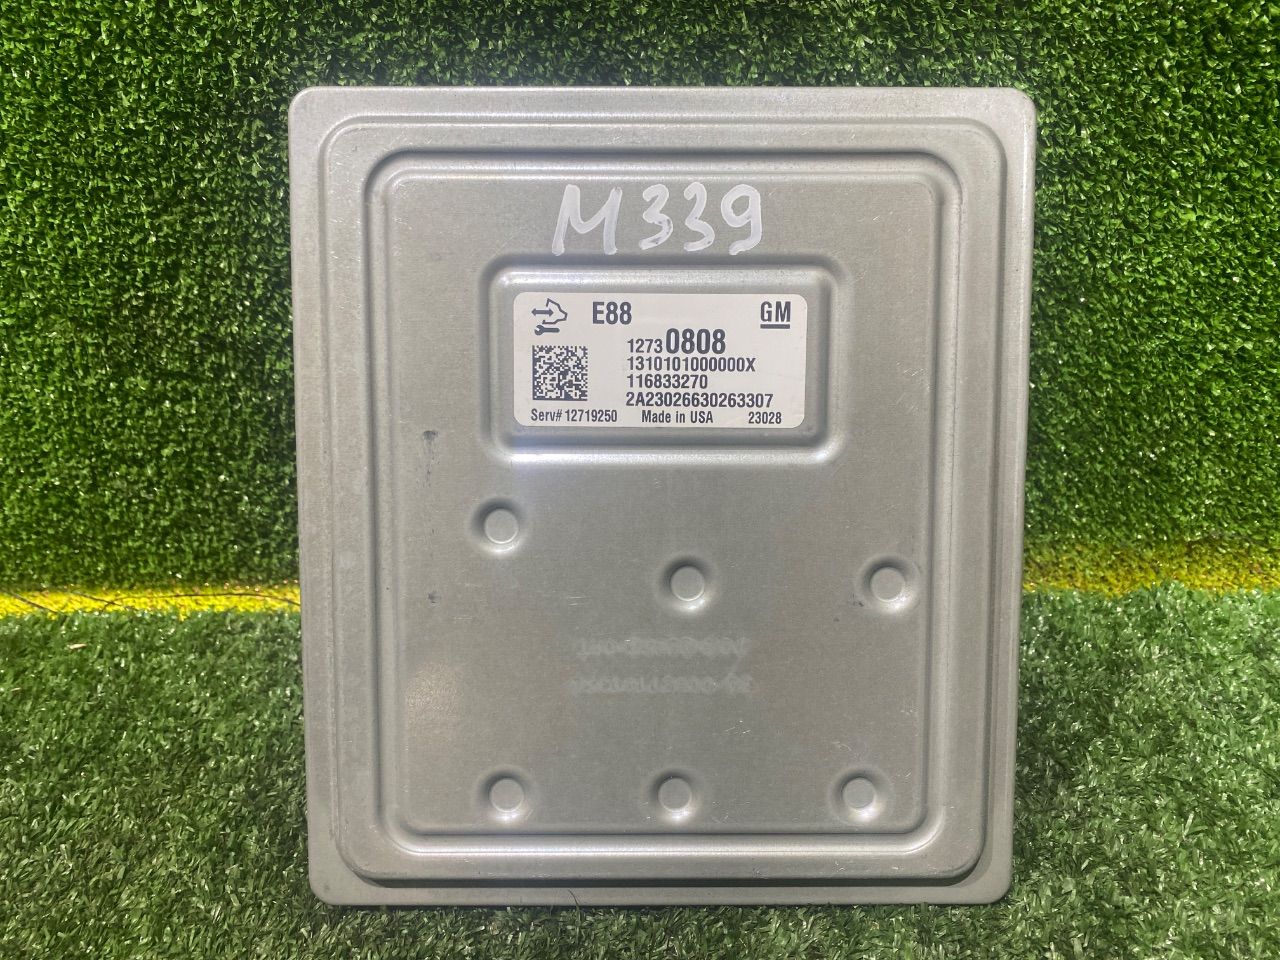 M339
E88 GM
12730808
1310101000000X
116833270
2A23026630263307
Serv# 12719250 Made in USA 23028